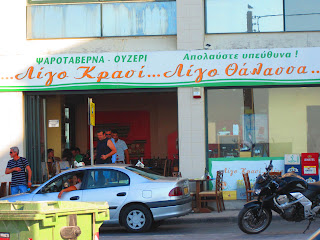 ΨΑΡΟΤΑΒΕΡΝΑ - ΟΥΖΕΡΙ
Απολαύστε υπεύθυνα !
...Λίγο Κρασί...Λίγο Θάλασσα...